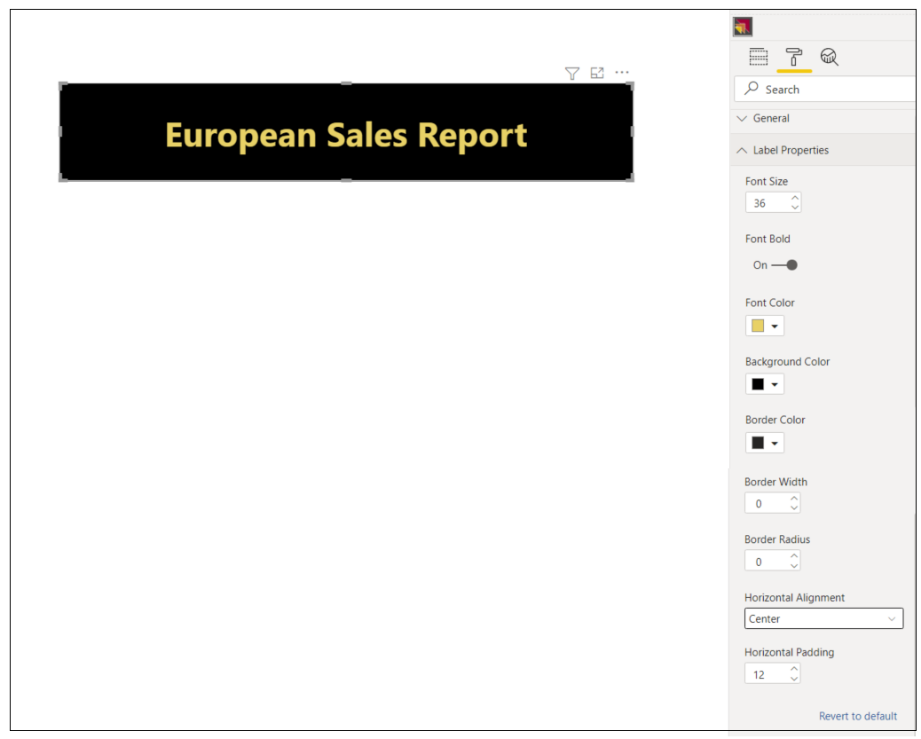 European Sales Report
Search
General
Label Properties
Font Size
36
Font Bold
On
Font Color
Background Color
Border Color
Border Width
0
Border Radius
0
Horizontal Alignment
Center
Horizontal Padding
12
Revert to default